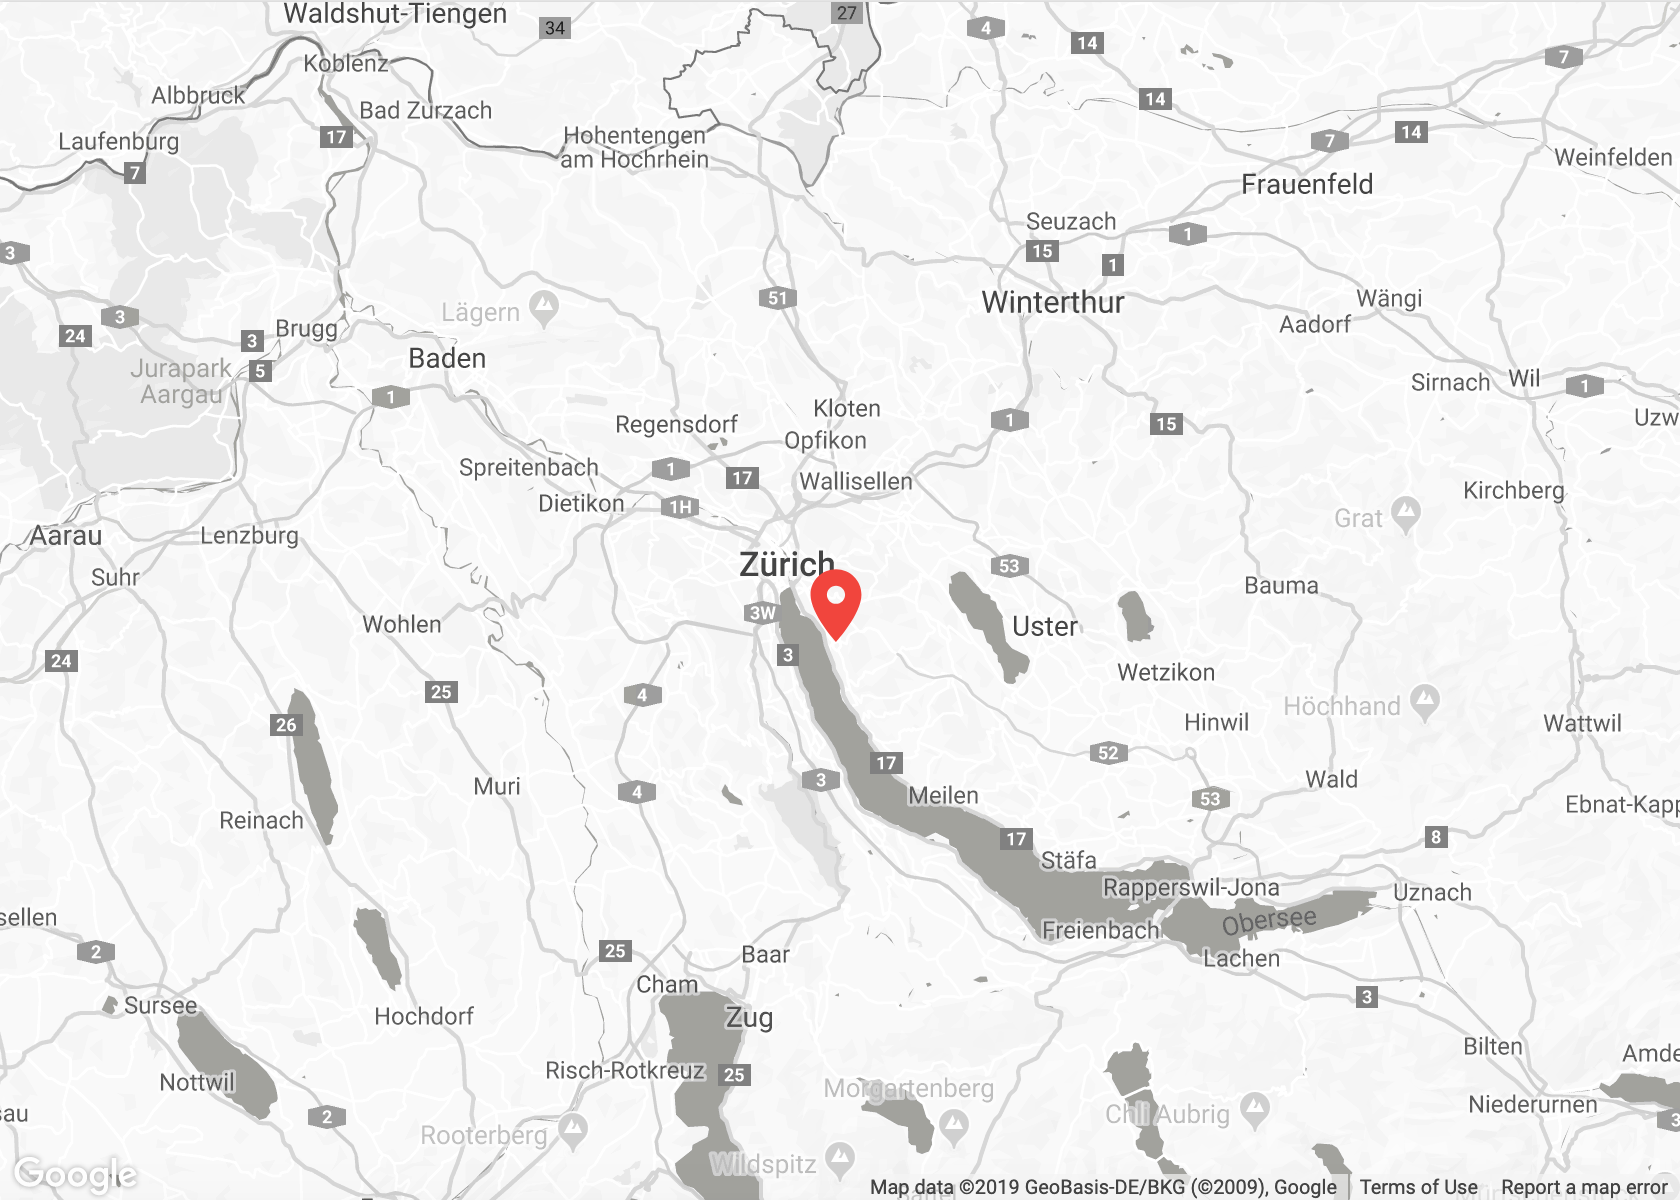 Waldshut-Tiengen
34
27
4
14
7
Koblenz
Albbruck
Bad Zurzach
14
Laufenburg
17
Hohentengen
am Hochrhein
7
14
Weinfelden
7
Frauenfeld
Seuzach
1
15
1
3
51
Winterthur
Wängi
Aadorf
Lägern
3
24
3
Brugg
Baden
Jurapark
Aargau
5
1
Sirnach
Wil
1
Kloten
Regensdorf
Opfikon
1
15
Uzw
Spreitenbach
1
17
Wallisellen
Dietikon
1H
Kirchberg
Grat
Aarau
Lenzburg
Zürich
53
Suhr
Bauma
3W
Wohlen
Uster
24
3
Wetzikon
25
4
Höchhand
26
Hinwil
Wattwil
52
17
3
Muri
4
Meilen
Wald
53
Ebnat-Kapp
Reinach
17
8
Stäfa
Rapperswil-Jona
Uznach
sellen
Obersee
Freienbach
2
25
Baar
Lachen
Cham
3
Sursee
Hochdorf
Zug
Bilten
Amde
Risch-Rotkreuz
25
Nottwil
Morgartenberg
Chli Aubrig
Niederurnen
sau
2
3
Rooterberg
Wildspitz
Google
Map data ©2019 GeoBasis-DE/BKG (©2009), Google
Terms of Use
Report a map error